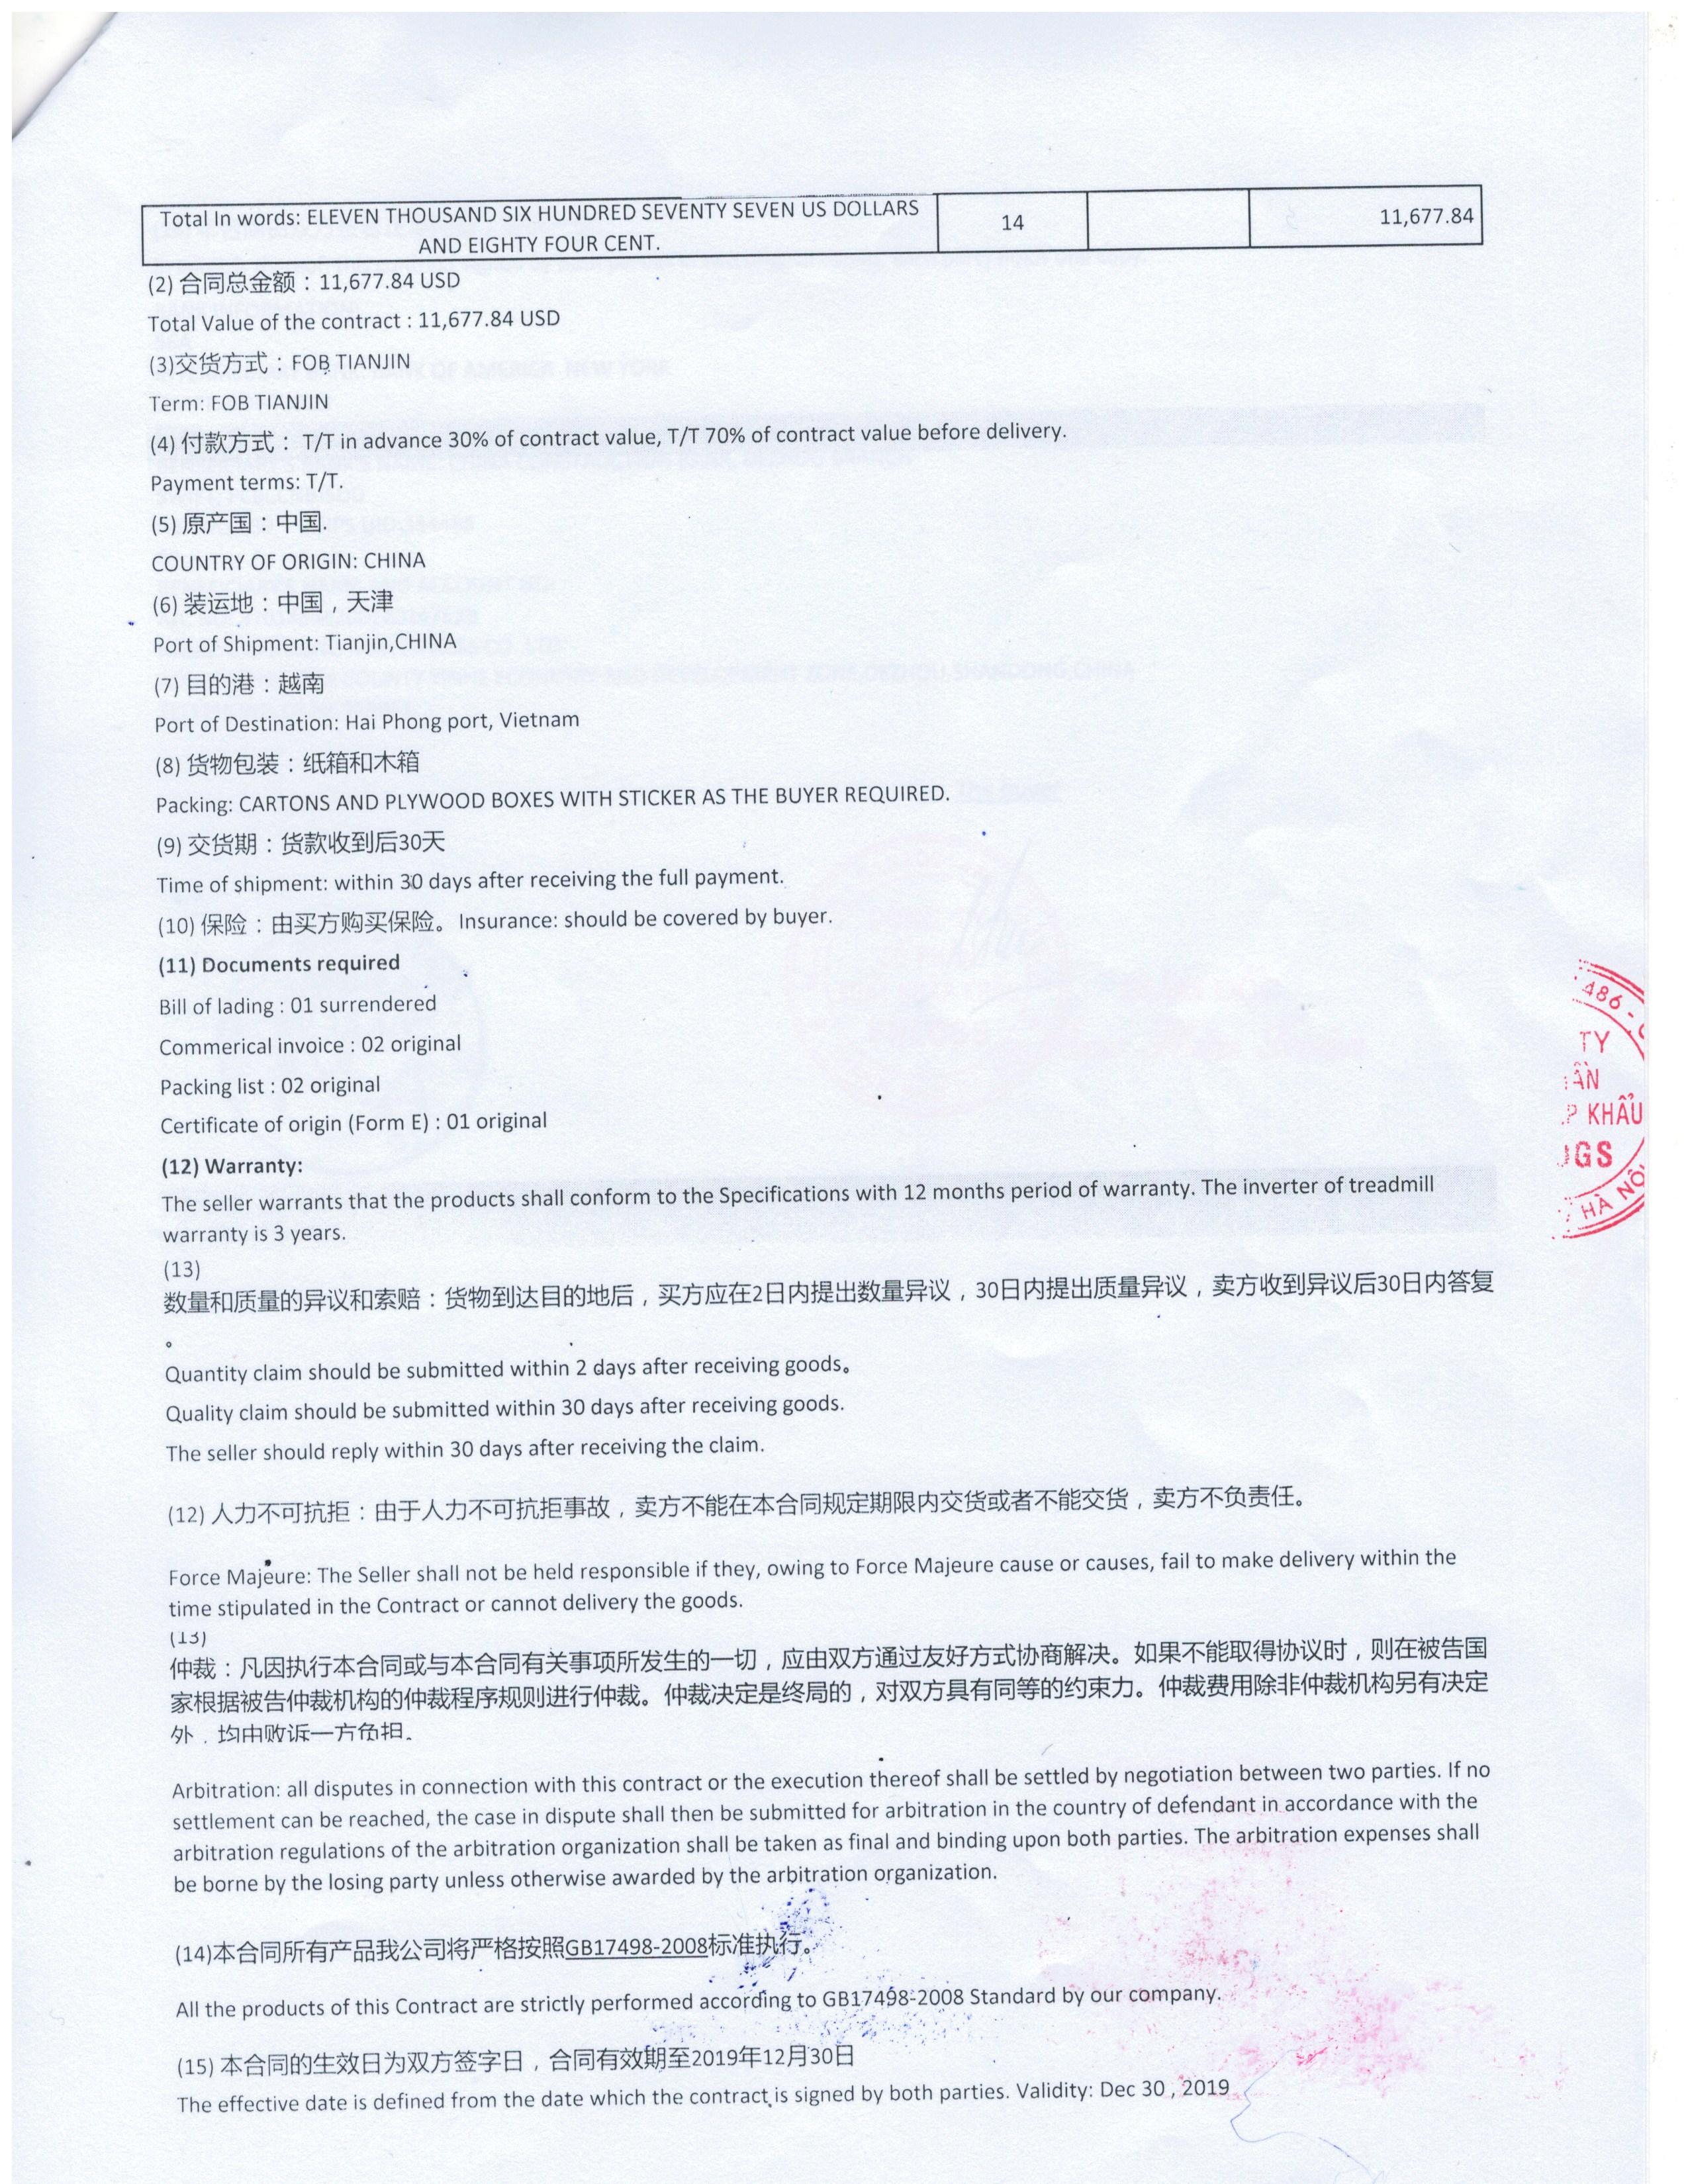 Total In words: ELEVEN THOUSAND SIX HUNDRED SEVENTY SEVEN US DOLLARS 14 11,677.84
AND EIGHTY FOUR CENT.
(2) 合同总金额：11,677.84 USD
Total Value of the contract : 11,677.84 USD
(3)交货方式：FOB TIANJIN
Term: FOB TIANJIN
(4) 付款方式： T/T in advance 30% of contract value, T/T 70% of contract value before delivery.
Payment terms: T/T.
(5) 原产国：中国.
COUNTRY OF ORIGIN: CHINA
(6) 装运地：中国，天津
Port of Shipment: Tianjin,CHINA
(7) 目的港：越南
Port of Destination: Hai Phong port, Vietnam
(8) 货物包装：纸箱和木箱
Packing: CARTONS AND PLYWOOD BOXES WITH STICKER AS THE BUYER REQUIRED.
(9) 交货期：货款收到后30天
Time of shipment: within 30 days after receiving the full payment.
(10) 保险：由买方购买保险。Insurance: should be covered by buyer.
(11) Documents required
Bill of lading : 01 surrendered
Commerical invoice : 02 original
Packing list : 02 original
Certificate of origin (Form E) : 01 original
(12) Warranty:
The seller warrants that the products shall conform to the Specifications with 12 months period of warranty. The inverter of treadmill
warranty is 3 years.
(13)
数量和质量的异议和索赔：货物到达目的地后，买方应在2日内提出数量异议，30日内提出质量异议，卖方收到异议后30日内答复
。
Quantity claim should be submitted within 2 days after receiving goods。
Quality claim should be submitted within 30 days after receiving goods.
The seller should reply within 30 days after receiving the claim.
(12) 人力不可抗拒：由于人力不可抗拒事故，卖方不能在本合同规定期限内交货或者不能交货，卖方不负责任。
Force Majeure: The Seller shall not be held responsible if they, owing to Force Majeure cause or causes, fail to make delivery within the
time stipulated in the Contract or cannot delivery the goods.
(13)
仲裁：凡因执行本合同或与本合同有关事项所发生的一切，应由双方通过友好方式协商解决。如果不能取得协议时，则在被告国
家根据被告仲裁机构的仲裁程序规则进行仲裁。仲裁决定是终局的，对双方具有同等的约束力。仲裁费用除非仲裁机构另有决定
外，均由败诉一方负担。
Arbitration: all disputes in connection with this contract or the execution thereof shall be settled by negotiation between two parties. If no
settlement can be reached, the case in dispute shall then be submitted for arbitration in the country of defendant in accordance with the
arbitration regulations of the arbitration organization shall be taken as final and binding upon both parties. The arbitration expenses shall
be borne by the losing party unless otherwise awarded by the arbitration organization.
(14)本合同所有产品我公司将严格按照GB17498-2008标准执行。
All the products of this Contract are strictly performed according to GB17498-2008 Standard by our company.
(15) 本合同的生效日为双方签字日，合同有效期至2019年12月30日
The effective date is defined from the date which the contract is signed by both parties. Validity: Dec 30 , 2019
486
TY
KHẨU
GS
HÀ NỘ